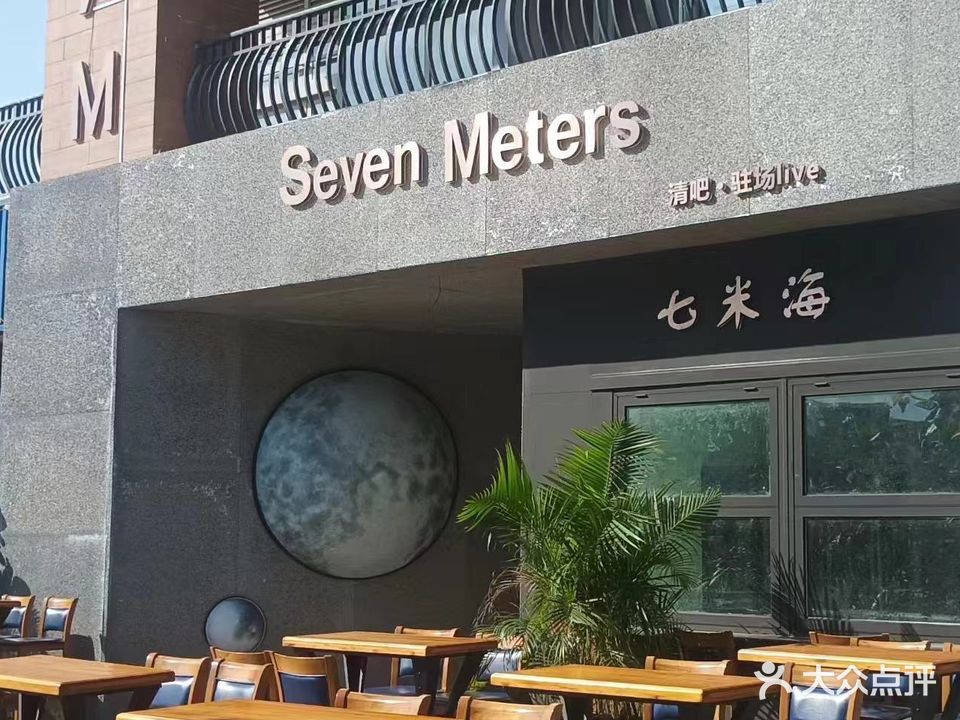 M
Seven Meters
清吧·驻场live
七米海
大众点评